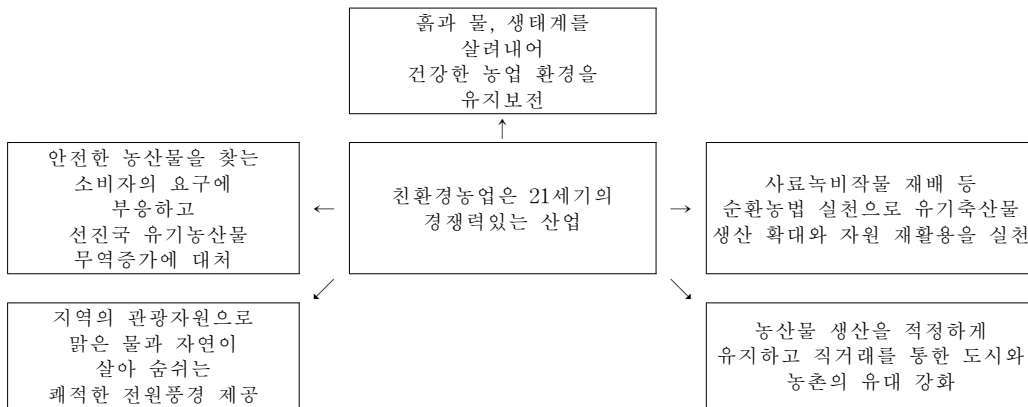 흙과 물, 생태계를
살려내어
건강한 농업 환경을
유지보전
↑
안전한 농산물을 찾는
소비자의 요구에
부응하고
선진국 유기농산물
무역증가에 대처
←
친환경농업은 21세기의
경쟁력있는 산업
→
사료녹비작물 재배 등
순환농법 실천으로 유기축산물
생산 확대와 자원 재활용을 실천
↙
↘
지역의 관광자원으로
맑은 물과 자연이
살아 숨쉬는
쾌적한 전원풍경 제공
농산물 생산을 적정하게
유지하고 직거래를 통한 도시와
농촌의 유대 강화